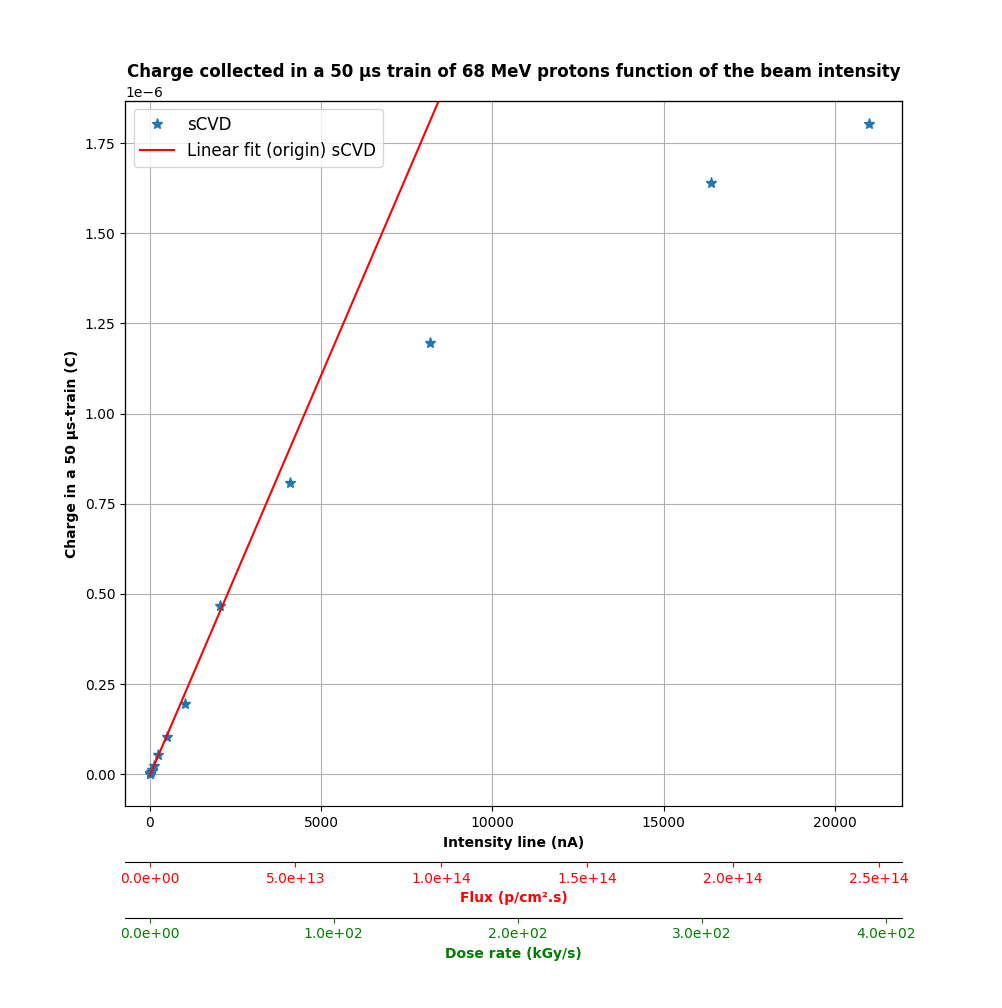 Charge collected in a 50 µs train of 68 MeV protons function of the beam intensity
1e−6
sCVD
Linear fit (origin) sCVD
1.75
1.50
1.25
1.00
0.75
0.50
0.25
0.00
Charge in a 50 µs-train (C)
0 5000 10000 15000 20000
Intensity line (nA)
0.0e+00 5.0e+13 1.0e+14 1.5e+14 2.0e+14 2.5e+14
Flux (p/cm².s)
0.0e+00 1.0e+02 2.0e+02 3.0e+02 4.0e+02
Dose rate (kGy/s)